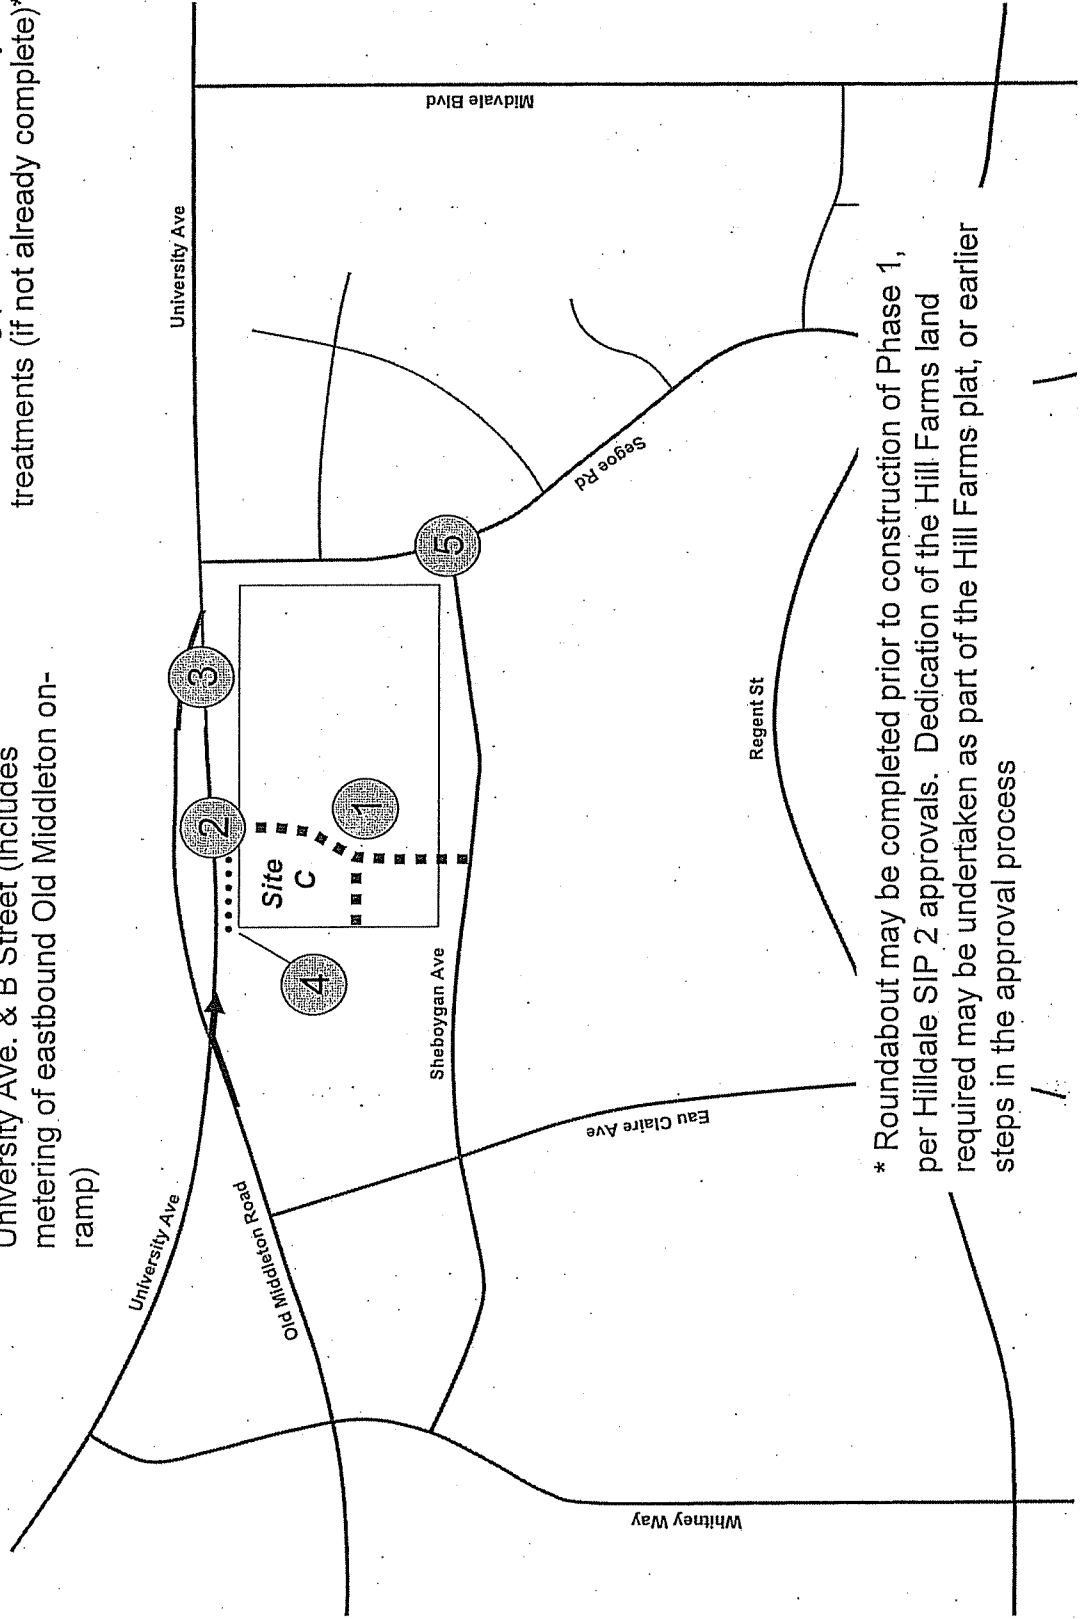 University Ave. & B Street (includes
metering of eastbound Old Middleton on-
ramp)
treatments (if not already complete)*
University Ave
University Ave
Old Middleton Road
Midvale Blvd
3
2
Site
C
1
4
5
Sheboygan Ave
Segoe Rd
Eau Claire Ave
Whitney Way
Regent St
* Roundabout may be completed prior to construction of Phase 1,
per Hilldale SIP 2 approvals. Dedication of the Hill Farms land
required may be undertaken as part of the Hill Farms plat, or earlier
steps in the approval process